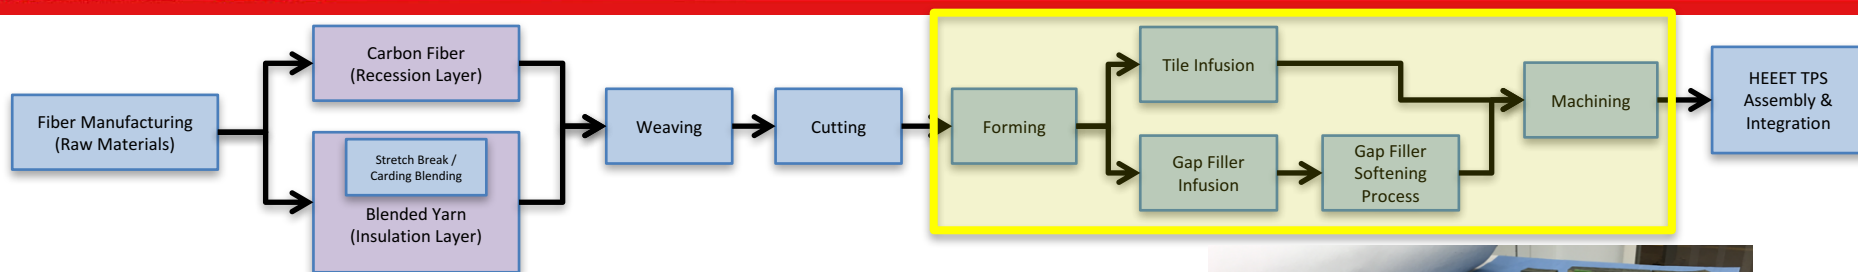 Fiber Manufacturing
(Raw Materials)
Carbon Fiber
(Recession Layer)
Stretch Break /
Carding Blending
Blended Yarn
(Insulation Layer)
Weaving
Cutting
Forming
Tile Infusion
Gap Filler
Infusion
Gap Filler
Softening
Process
Machining
HEEET TPS
Assembly &
Integration